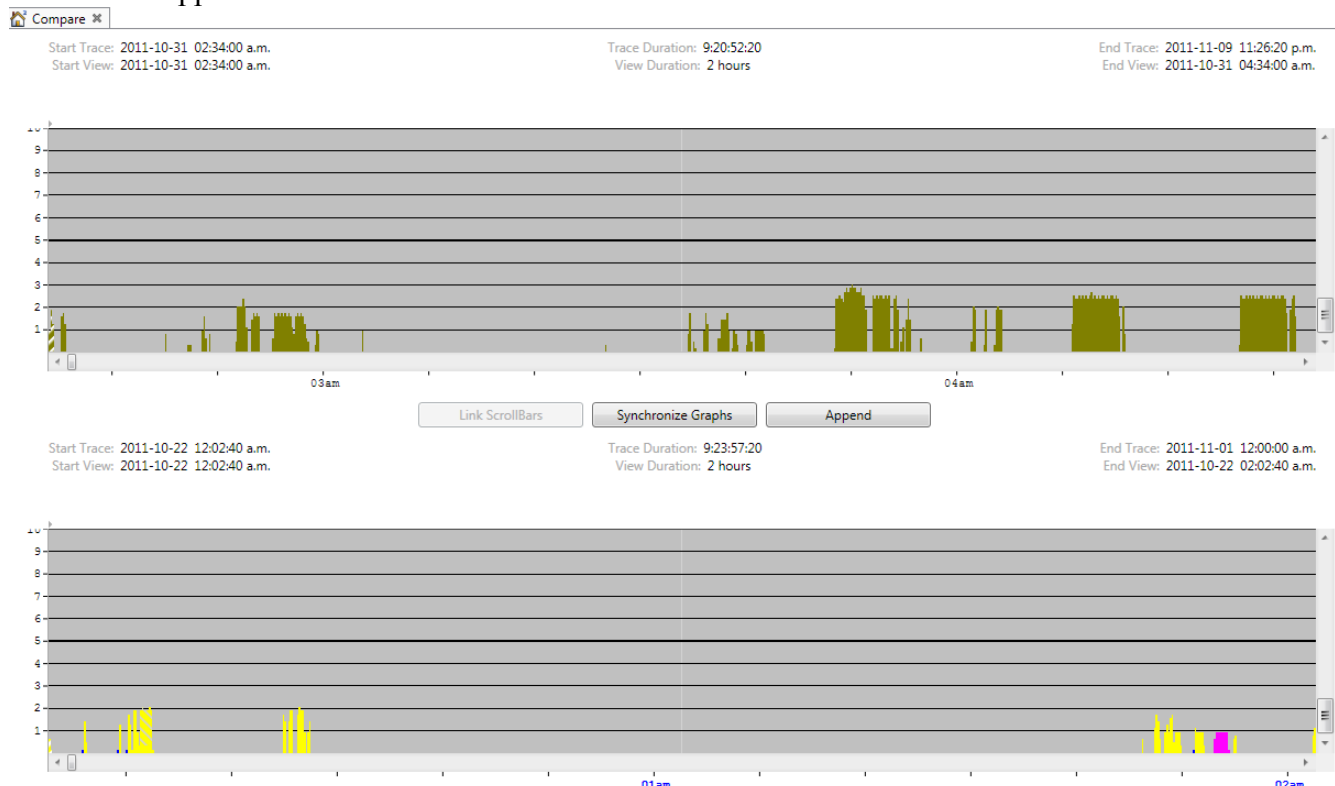 Compare
Start Trace: 2011-10-31 02:34:00 a.m. Trace Duration: 9:20:52:20 End Trace: 2011-11-09 11:26:20 p.m.
Start View: 2011-10-31 02:34:00 a.m. View Duration: 2 hours End View: 2011-10-31 04:34:00 a.m.
10
9
8
7
6
5
4
3
2
1
03am 04am
Link ScrollBars Synchronize Graphs Append
Start Trace: 2011-10-22 12:02:40 a.m. Trace Duration: 9:23:57:20 End Trace: 2011-11-01 12:00:00 a.m.
Start View: 2011-10-22 12:02:40 a.m. View Duration: 2 hours End View: 2011-10-22 02:02:40 a.m.
10
9
8
7
6
5
4
3
2
1
01am 02am